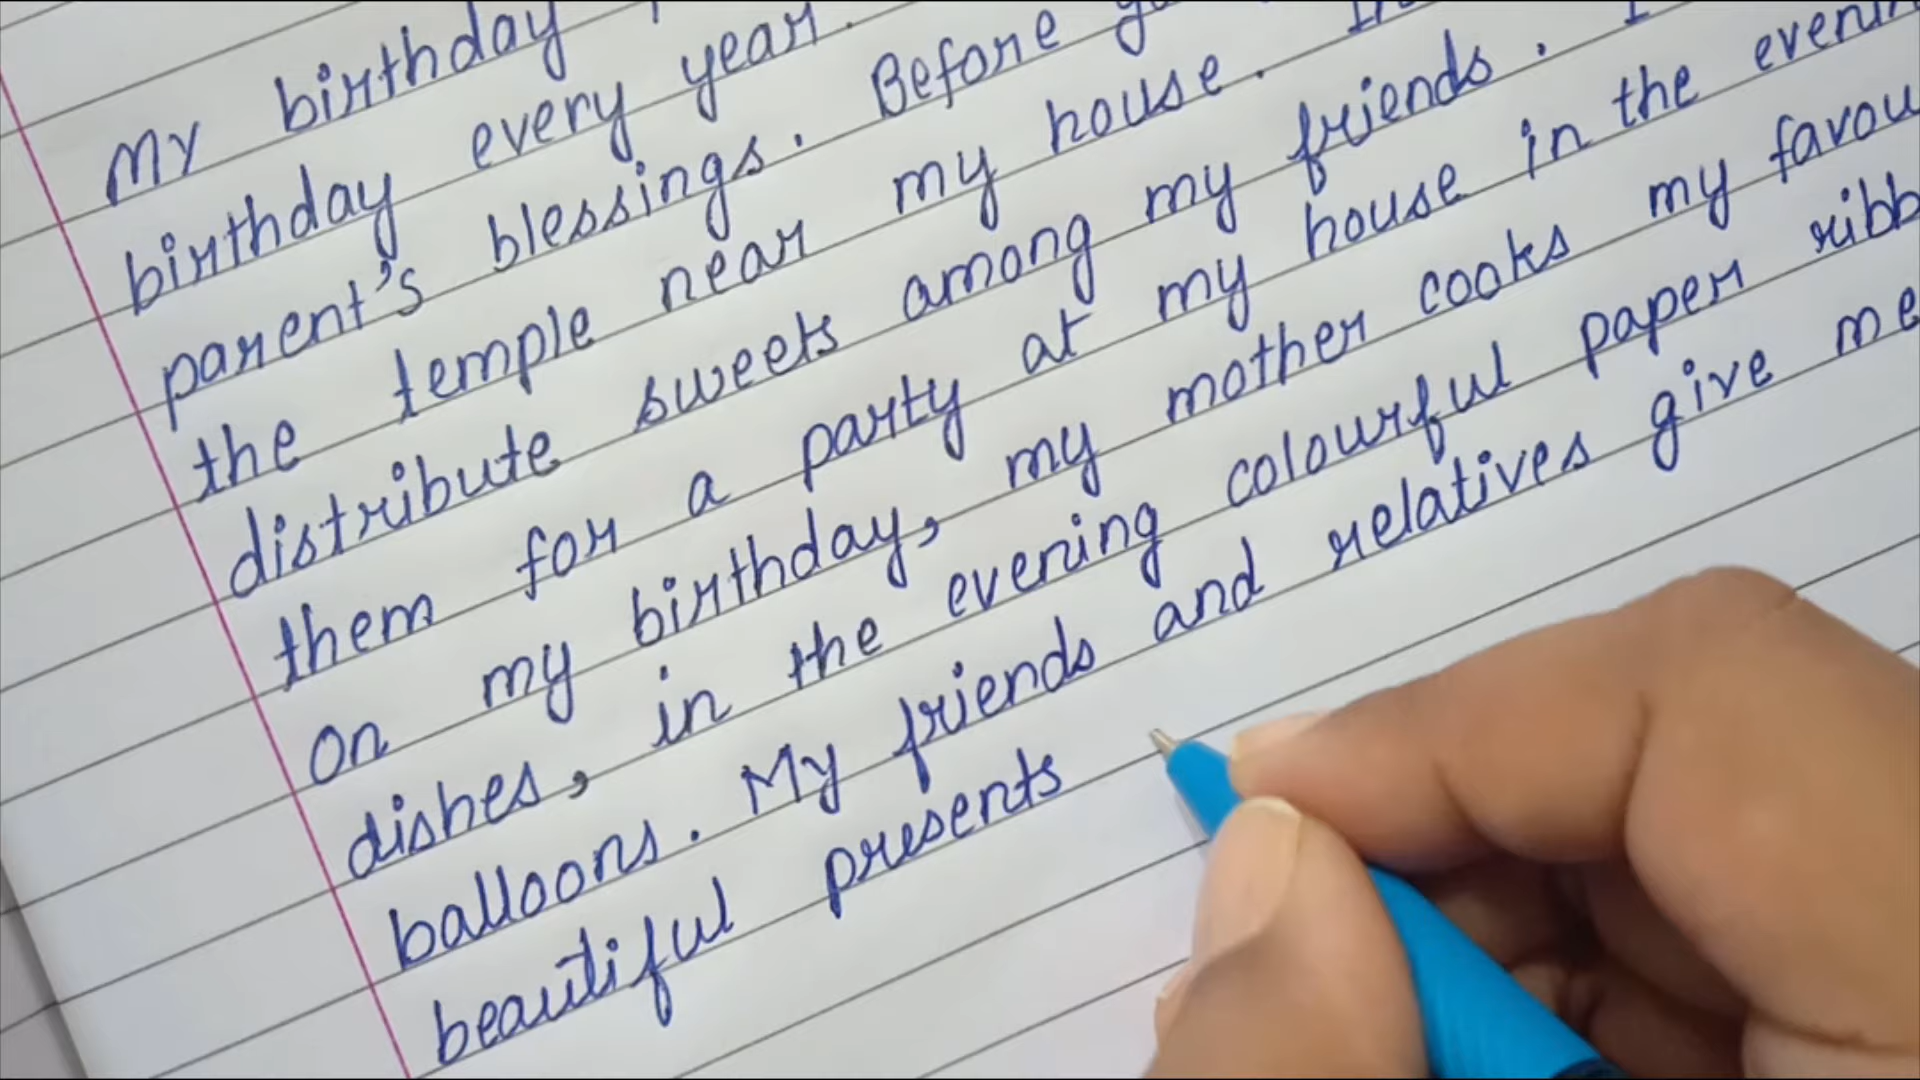 My birthday
birthday every year.
parent's blessings. Before
the temple near my house.
distribute sweets among my friends. I
them for a party at my house in the
on my birthday, my mother cooks my
dishes, in the evening colourful paper
balloons. My friends and relatives give me
beautiful presents